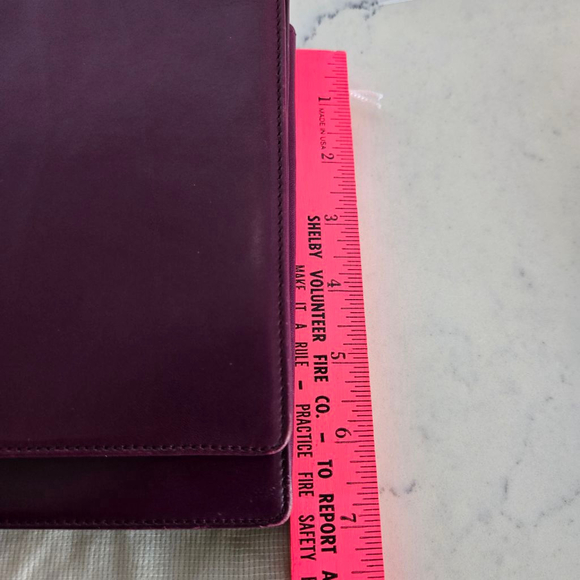 1
MADE IN USA
2
3
4
5
6
7
SHELBY VOLUNTEER FIRE CO. – TO REPORT A
MAKE IT A RULE – PRACTICE FIRE SAFETY